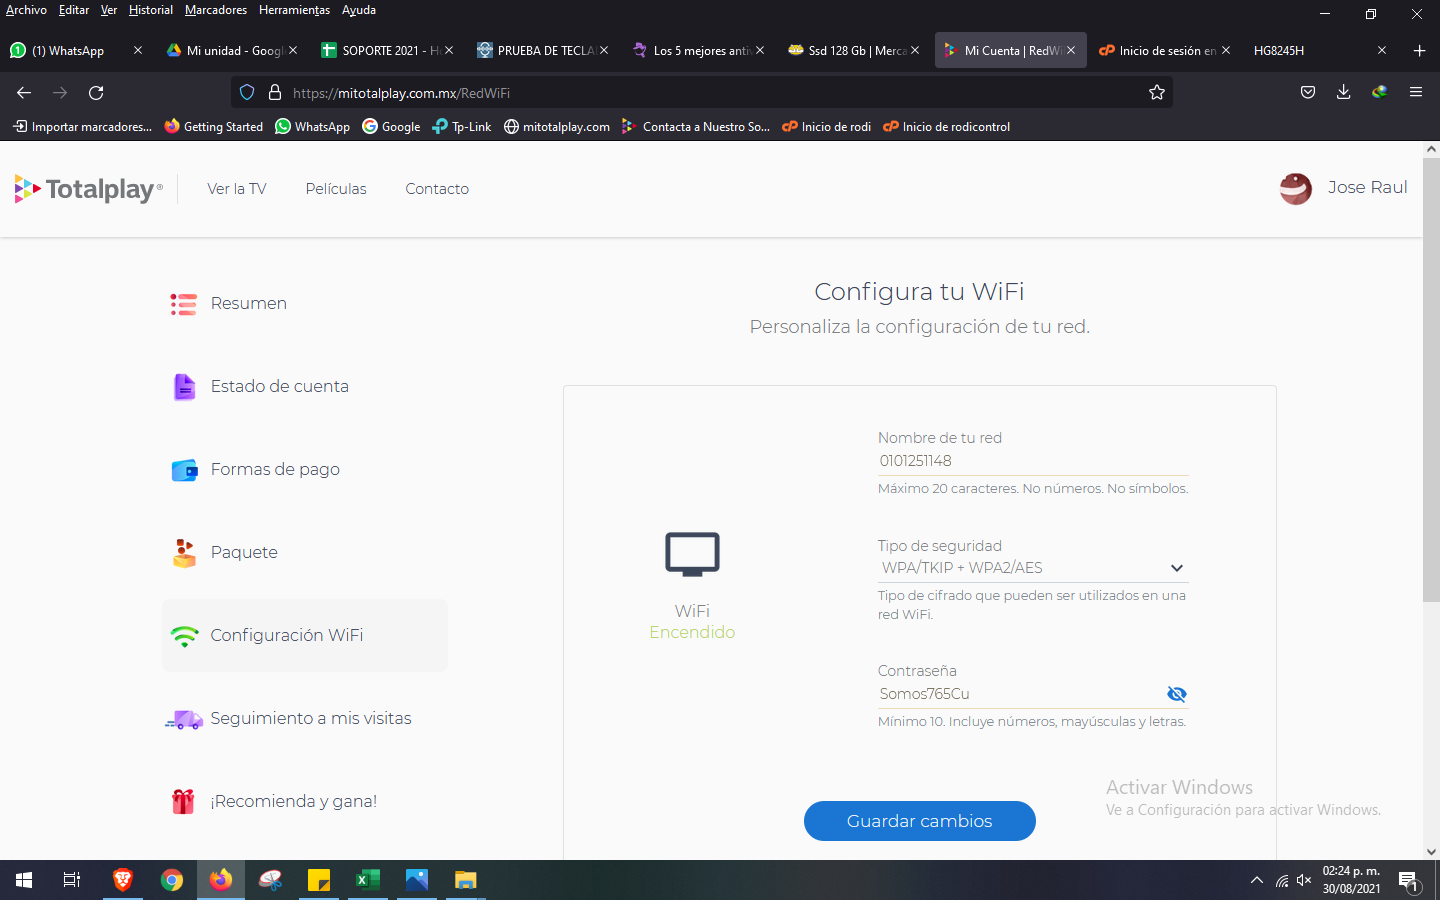 Archivo Editar Ver Historial Marcadores Herramientas Ayuda
(1) WhatsApp
Mi unidad - Googl
SOPORTE 2021 - Ho
PRUEBA DE TECLA
Los 5 mejores anti
Ssd 128 Gb | Merca
Mi Cuenta | RedWi
Inicio de sesión en
HG8245H
https://mitotalplay.com.mx/RedWiFi
Importar marcadores... Getting Started WhatsApp Google Tp-Link mitotalplay.com Contacta a Nuestro So... Inicio de rodi Inicio de rodicontrol
Totalplay®
Ver la TV Películas Contacto
Jose Raul
Resumen
Estado de cuenta
Formas de pago
Paquete
Configuración WiFi
Seguimiento a mis visitas
¡Recomienda y gana!
Configura tu WiFi
Personaliza la configuración de tu red.
WiFi
Encendido
Nombre de tu red
0101251148
Máximo 20 caracteres. No números. No símbolos.
Tipo de seguridad
WPA/TKIP + WPA2/AES
Tipo de cifrado que pueden ser utilizados en una
red WiFi.
Contraseña
Somos765Cu
Mínimo 10. Incluye números, mayúsculas y letras.
Guardar cambios
Activar Windows
Ve a Configuración para activar Windows.
02:24 p. m.
30/08/2021
1